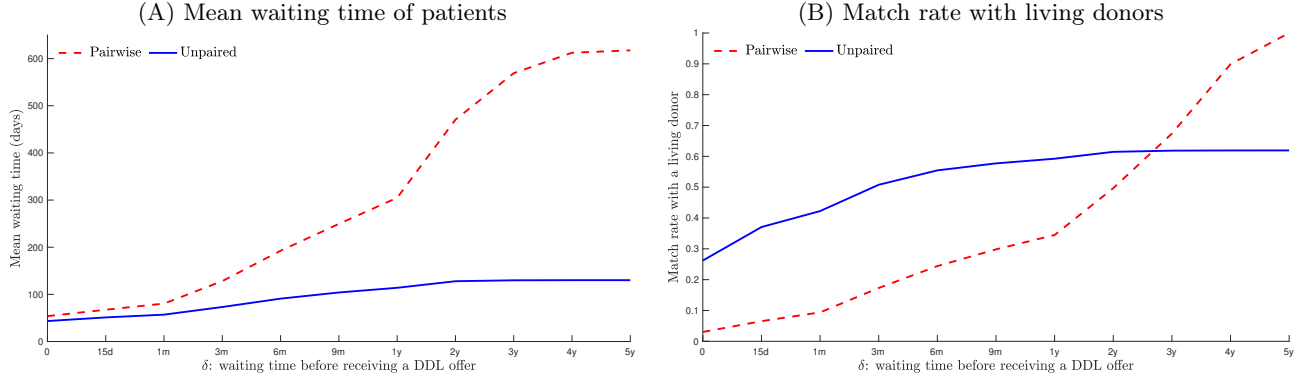 (A) Mean waiting time of patients
Pairwise Unpaired
Mean waiting time (days)
600
500
400
300
200
100
0
0 15d 1m 3m 6m 9m 1y 2y 3y 4y 5y
δ: waiting time before receiving a DDL offer
(B) Match rate with living donors
Pairwise Unpaired
Match rate with a living donor
1
0.9
0.8
0.7
0.6
0.5
0.4
0.3
0.2
0.1
0
0 15d 1m 3m 6m 9m 1y 2y 3y 4y 5y
δ: waiting time before receiving a DDL offer